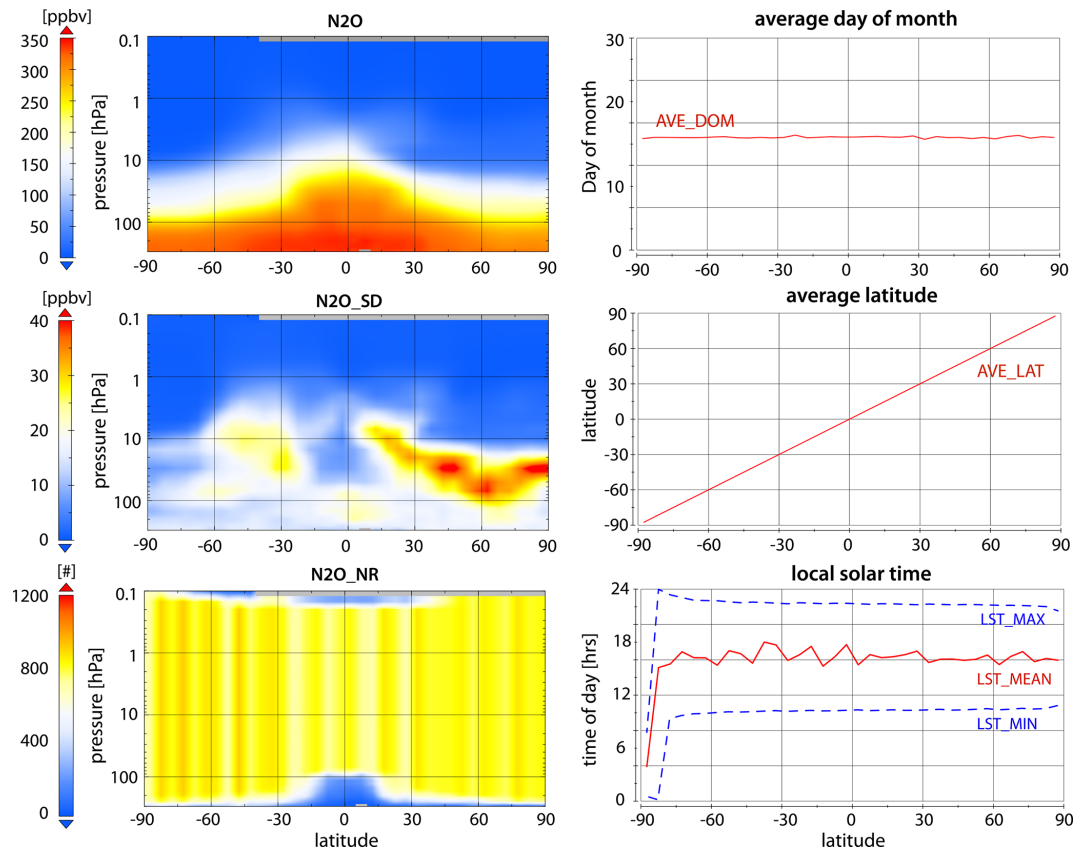 [ppbv]
N2O
350
300
250
200
150
100
50
0
pressure [hPa]
0.1
1
10
100
-90 -60 -30 0 30 60 90
average day of month
Day of month
30
20
10
0
AVE_DOM
-90 -60 -30 0 30 60 90
[ppbv]
N2O_SD
40
30
20
10
0
pressure [hPa]
0.1
1
10
100
-90 -60 -30 0 30 60 90
average latitude
latitude
90
60
30
0
-30
-60
-90
AVE_LAT
-90 -60 -30 0 30 60 90
[#]
N2O_NR
1200
800
400
0
pressure [hPa]
0.1
1
10
100
-90 -60 -30 0 30 60 90
latitude
local solar time
time of day [hrs]
24
18
12
6
0
LST_MAX
LST_MEAN
LST_MIN
-90 -60 -30 0 30 60 90
latitude